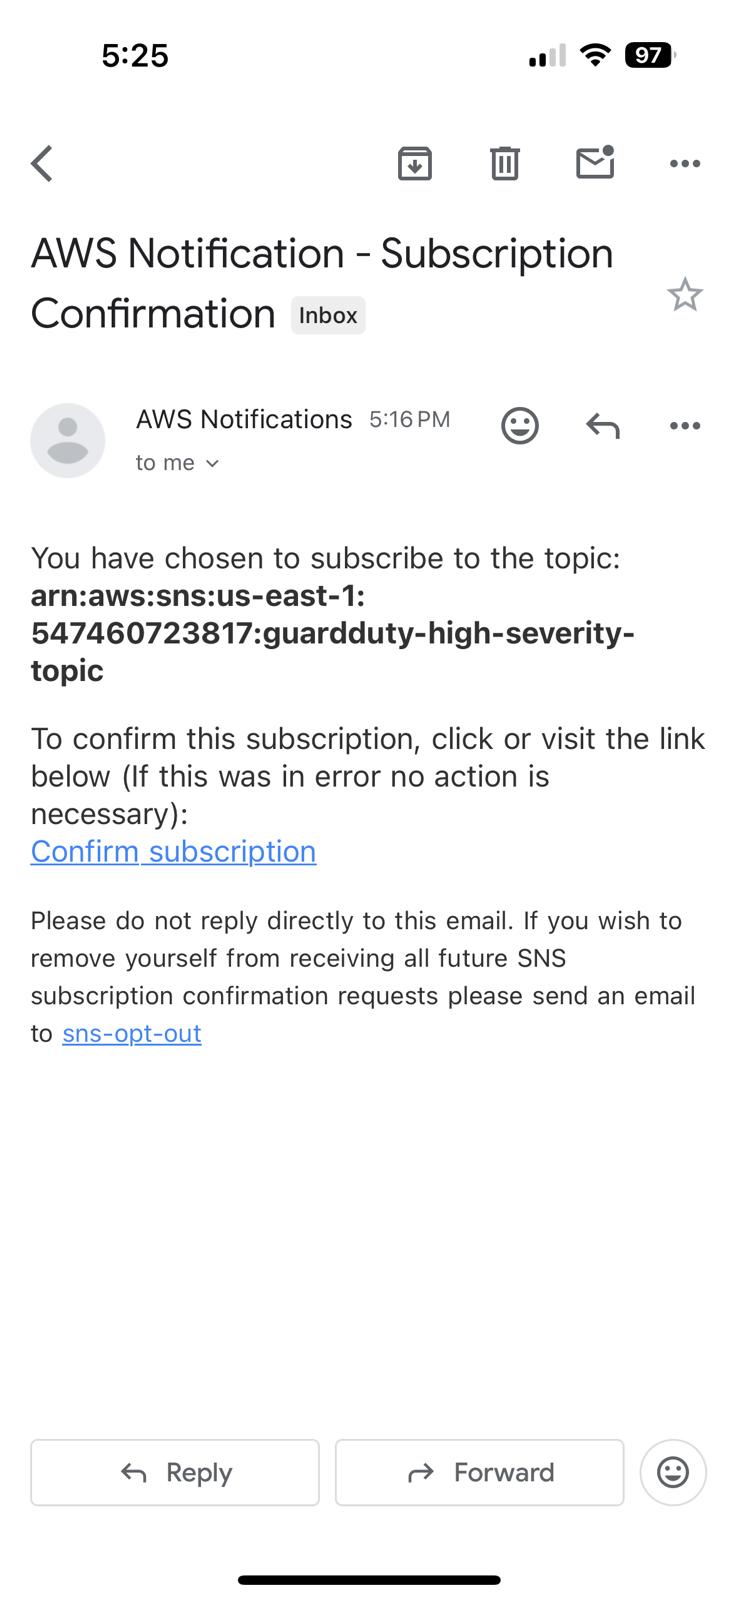 5:25
97
AWS Notification - Subscription
Confirmation Inbox
AWS Notifications 5:16 PM
to me
You have chosen to subscribe to the topic:
arn:aws:sns:us-east-1:
547460723817:guardduty-high-severity-
topic
To confirm this subscription, click or visit the link
below (If this was in error no action is
necessary):
Confirm subscription
Please do not reply directly to this email. If you wish to
remove yourself from receiving all future SNS
subscription confirmation requests please send an email
to sns-opt-out
Reply Forward